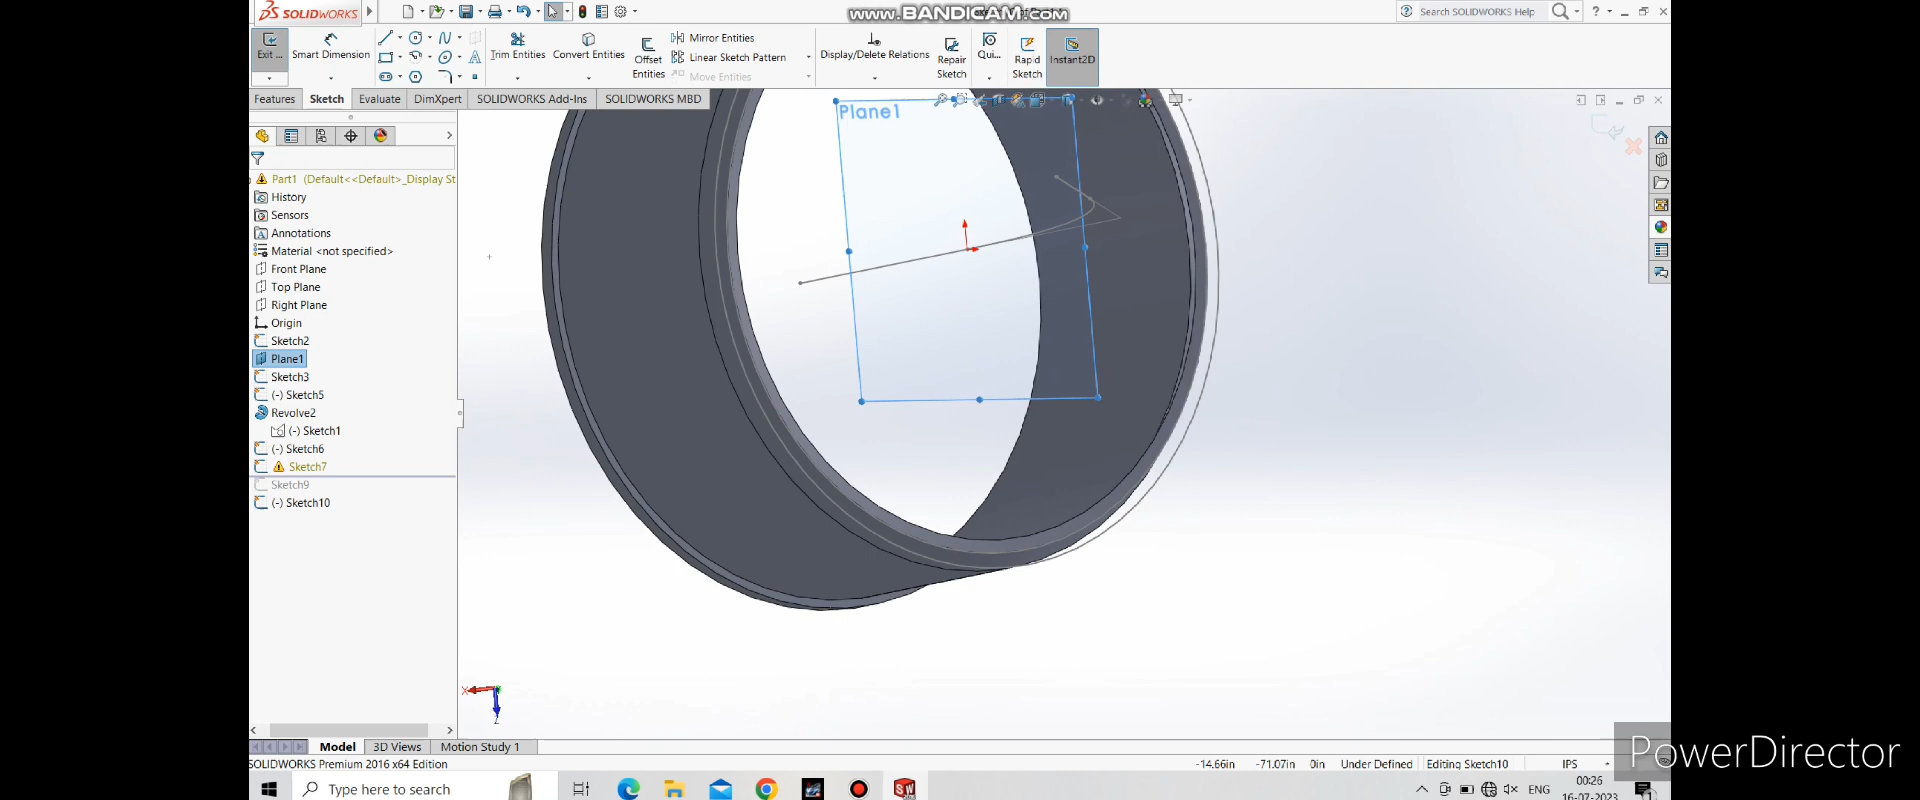 SOLIDWORKS
www.BANDICAM.com
Search SOLIDWORKS Help
Exit ...
Smart Dimension
Trim Entities
Convert Entities
Offset Entities
Mirror Entities
Linear Sketch Pattern
Move Entities
Display/Delete Relations
Repair Sketch
Qui...
Rapid Sketch
Instant2D
Features
Sketch
Evaluate
DimXpert
SOLIDWORKS Add-Ins
SOLIDWORKS MBD
Plane1
Part1 (Default<<Default>_Display St
History
Sensors
Annotations
Material <not specified>
Front Plane
Top Plane
Right Plane
Origin
Sketch2
Plane1
Sketch3
(-) Sketch5
Revolve2
(-) Sketch1
(-) Sketch6
Sketch7
Sketch9
(-) Sketch10
X
Z
Model
3D Views
Motion Study 1
SOLIDWORKS Premium 2016 x64 Edition
-14.66in
-71.07in
0in
Under Defined
Editing Sketch10
IPS
PowerDirector
Type here to search
SW
ENG
00:26
16-07-2023